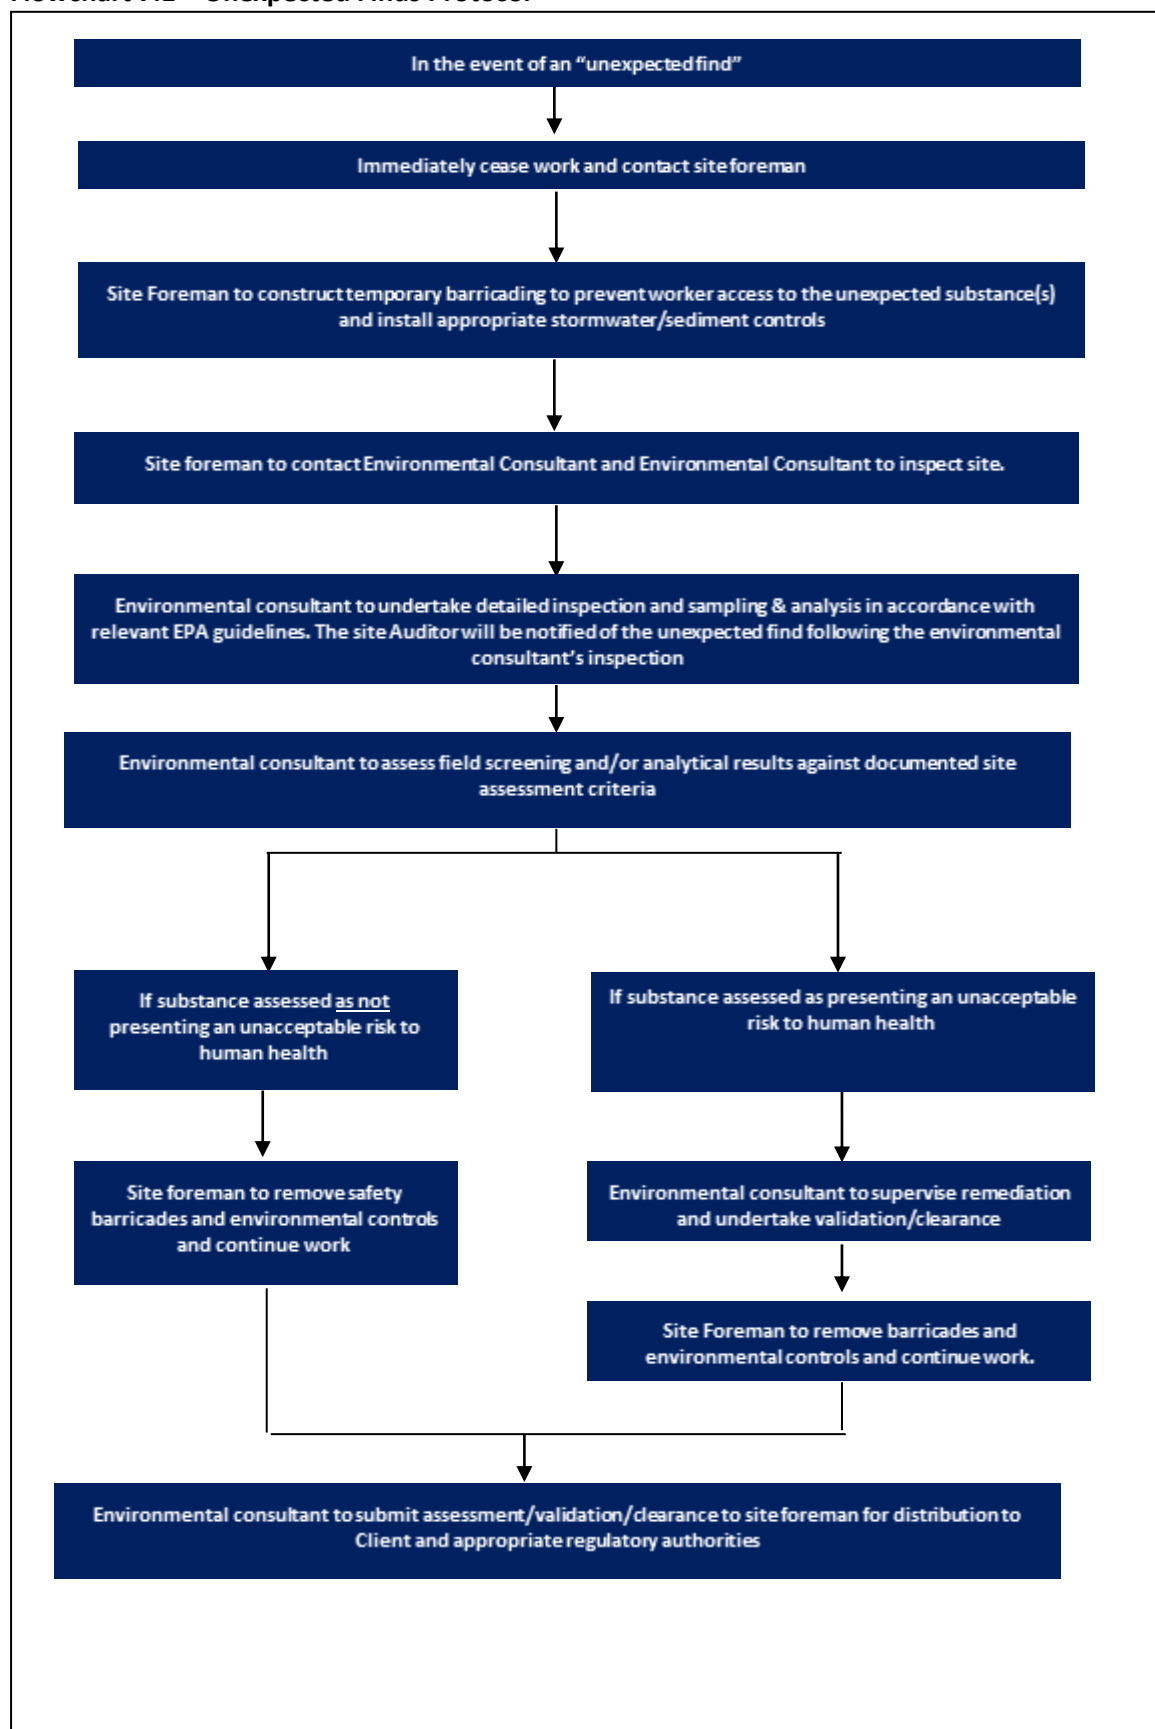 Unexpected Finds Protocol
In the event of an “unexpected find”
Immediately cease work and contact site foreman
Site Foreman to construct temporary barricading to prevent worker access to the unexpected substance(s)
and install appropriate stormwater/sediment controls
Site foreman to contact Environmental Consultant and Environmental Consultant to inspect site.
Environmental consultant to undertake detailed inspection and sampling & analysis in accordance with
relevant EPA guidelines. The site Auditor will be notified of the unexpected find following the environmental
consultant’s inspection
Environmental consultant to assess field screening and/or analytical results against documented site
assessment criteria
If substance assessed as not
presenting an unacceptable risk to
human health
If substance assessed as presenting an unacceptable
risk to human health
Site foreman to remove safety
barricades and environmental controls
and continue work
Environmental consultant to supervise remediation
and undertake validation/clearance
Site Foreman to remove barricades and
environmental controls and continue work.
Environmental consultant to submit assessment/validation/clearance to site foreman for distribution to
Client and appropriate regulatory authorities